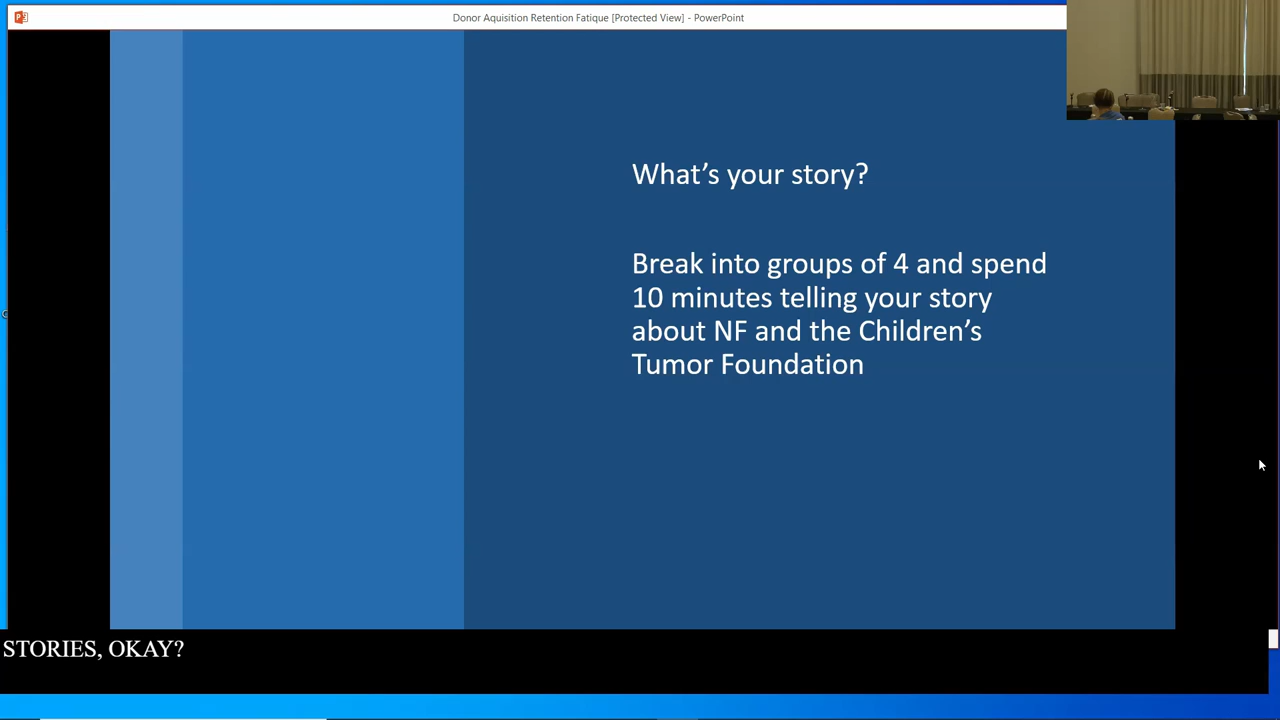 Donor Aquisition Retention Fatique [Protected View] - PowerPoint
What's your story?
Break into groups of 4 and spend
10 minutes telling your story
about NF and the Children's
Tumor Foundation
STORIES, OKAY?